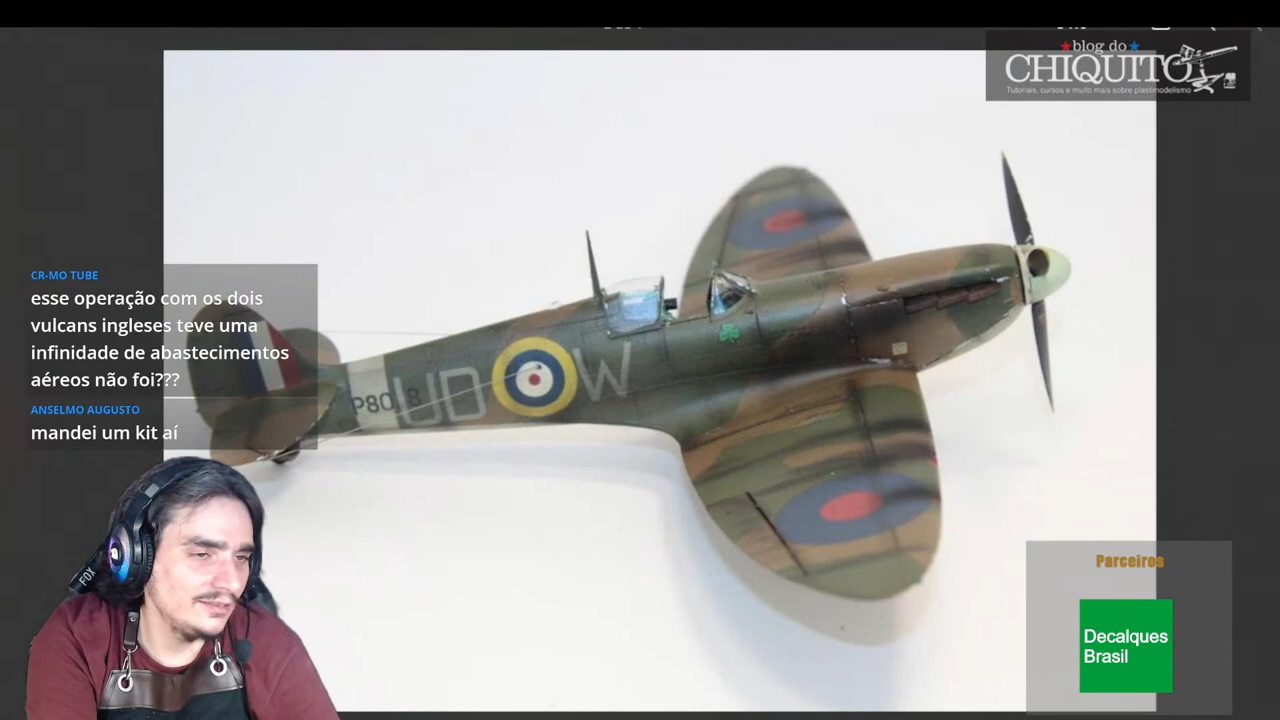 blog do
CHIQUITO
Tutoriais, cursos e muito mais sobre plastimodelismo
CR-MO TUBE
esse operação com os dois
vulcans ingleses teve uma
infinidade de abastecimentos
aéreos não foi???
ANSELMO AUGUSTO
mandei um kit aí
UD W
FOX
Parceiros
Decalques
Brasil